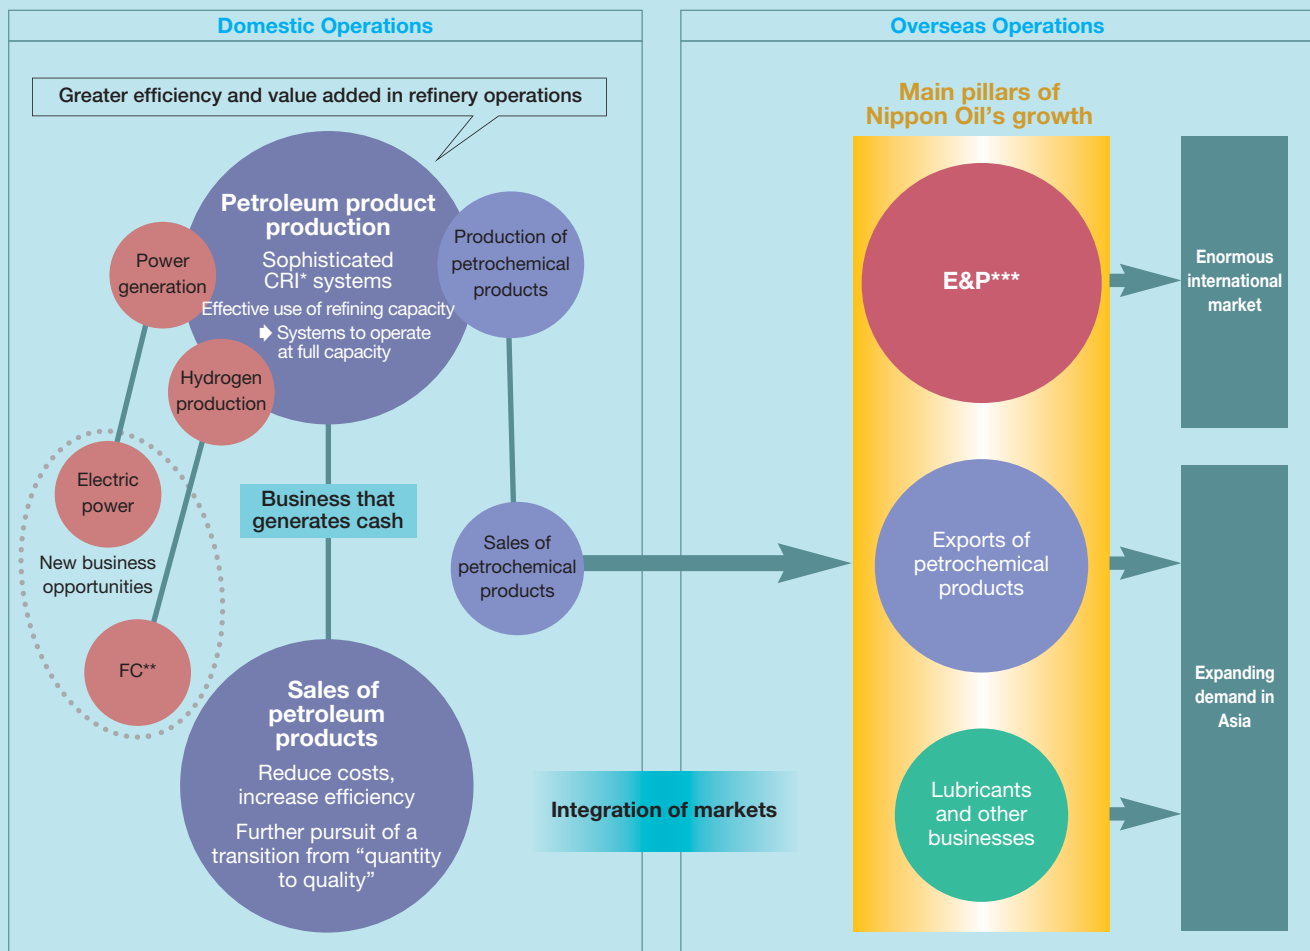 Domestic Operations
Greater efficiency and value added in refinery operations
Petroleum product
production
Sophisticated
CRI* systems
Effective use of refining capacity
Systems to operate
at full capacity
Power
generation
Hydrogen
production
Production of
petrochemical
products
Electric
power
New business
opportunities
FC**
Business that
generates cash
Sales of
petrochemical
products
Sales of
petroleum
products
Reduce costs,
increase efficiency
Further pursuit of a
transition from “quantity
to quality”
Integration of markets
Overseas Operations
Main pillars of
Nippon Oil’s growth
E&P***
Enormous
international
market
Exports of
petrochemical
products
Lubricants
and other
businesses
Expanding
demand in
Asia